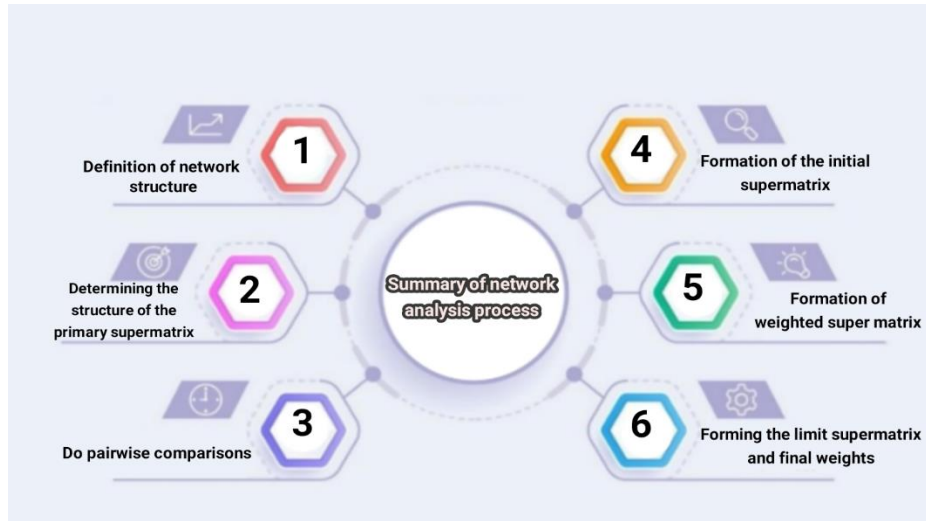 Summary of network
analysis process
1
Definition of network
structure
2
Determining the
structure of the
primary supermatrix
3
Do pairwise comparisons
4
Formation of the initial
supermatrix
5
Formation of
weighted super matrix
6
Forming the limit supermatrix
and final weights